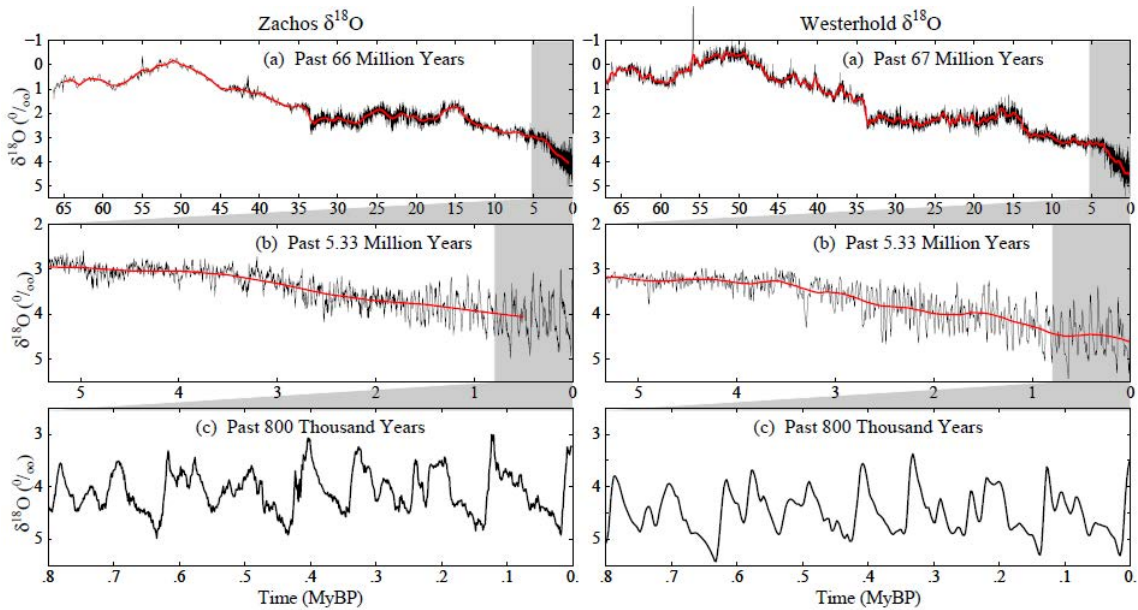 Zachos δ¹⁸O
Westerhold δ¹⁸O
(a) Past 66 Million Years
−1
0
1
2
3
4
5
δ¹⁸O (⁰/₀₀)
65 60 55 50 45 40 35 30 25 20 15 10 5 0
(a) Past 67 Million Years
−1
0
1
2
3
4
5
65 60 55 50 45 40 35 30 25 20 15 10 5 0
(b) Past 5.33 Million Years
2
3
4
5
δ¹⁸O (⁰/₀₀)
5 4 3 2 1 0
(b) Past 5.33 Million Years
2
3
4
5
δ¹⁸O (⁰/₀₀)
5 4 3 2 1 0
(c) Past 800 Thousand Years
3
4
5
δ¹⁸O (⁰/₀₀)
.8 .7 .6 .5 .4 .3 .2 .1 0.
Time (MyBP)
(c) Past 800 Thousand Years
3
4
5
.8 .7 .6 .5 .4 .3 .2 .1 0.
Time (MyBP)